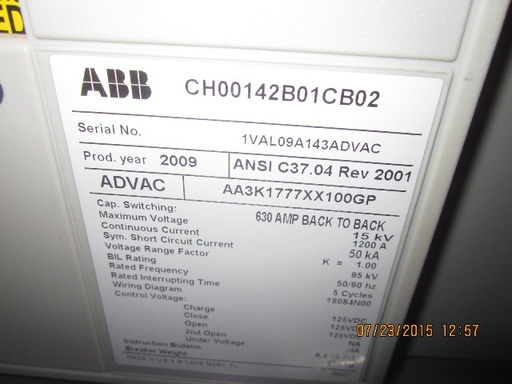 ED
ABB CH00142B01CB02
Serial No. 1VAL09A143ADVAC
Prod. year 2009 ANSI C37.04 Rev 2001
ADVAC AA3K1777XX100GP
Cap. Switching: 630 AMP BACK TO BACK
Maximum Voltage 15 kV
Continuous Current 1200 A
Sym. Short Circuit Current 50 kA
Voltage Range Factor K = 1.00
BIL Rating 95 kV
Rated Frequency 50/60 hz
Rated Interrupting Time 5 Cycles
Wiring Diagram 18084N00
Control Voltage:
Charge 125VDC
Close 125VDC
Open 125VDC
2nd Open NA
Under Voltage
Instruction Bulletin
Breaker Weight
07/23/2015 12:57